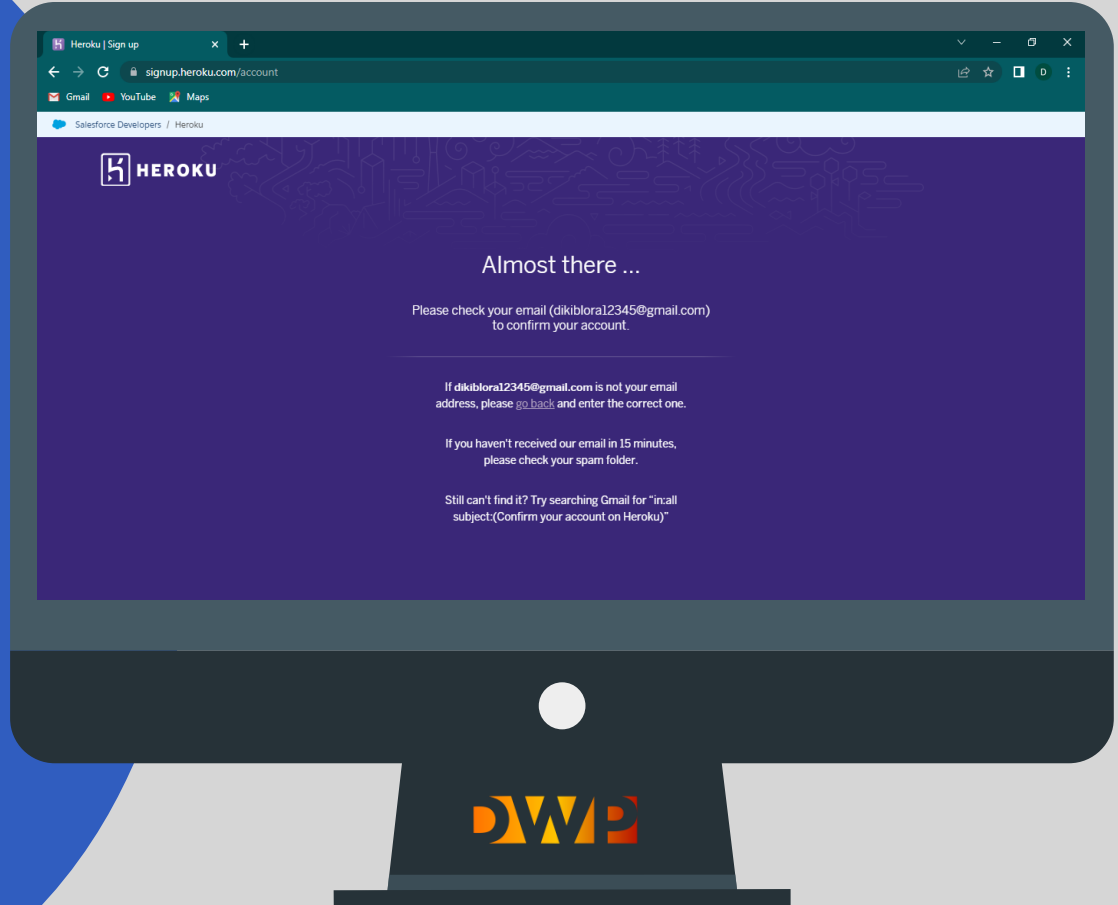 Heroku | Sign up
signup.heroku.com/account
D
Gmail YouTube Maps
Salesforce Developers / Heroku
HEROKU
Almost there ...
Please check your email (dikiblora12345@gmail.com)
to confirm your account.
If dikiblora12345@gmail.com is not your email
address, please go back and enter the correct one.
If you haven't received our email in 15 minutes,
please check your spam folder.
Still can't find it? Try searching Gmail for “in:all
subject:(Confirm your account on Heroku)”
DWP